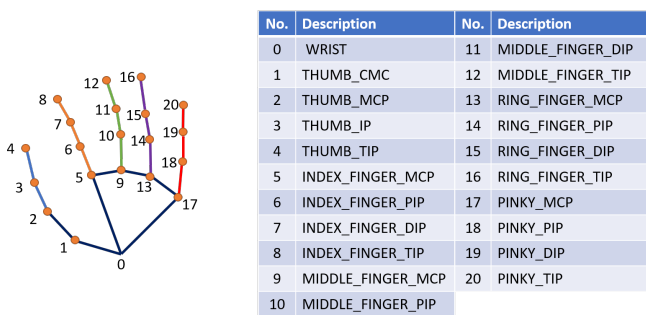 12
16
8
11
15
20
7
10
14
19
4
6
18
3
5
9
13
17
2
1
0
No. Description No. Description
0 WRIST 11 MIDDLE_FINGER_DIP
1 THUMB_CMC 12 MIDDLE_FINGER_TIP
2 THUMB_MCP 13 RING_FINGER_MCP
3 THUMB_IP 14 RING_FINGER_PIP
4 THUMB_TIP 15 RING_FINGER_DIP
5 INDEX_FINGER_MCP 16 RING_FINGER_TIP
6 INDEX_FINGER_PIP 17 PINKY_MCP
7 INDEX_FINGER_DIP 18 PINKY_PIP
8 INDEX_FINGER_TIP 19 PINKY_DIP
9 MIDDLE_FINGER_MCP 20 PINKY_TIP
10 MIDDLE_FINGER_PIP